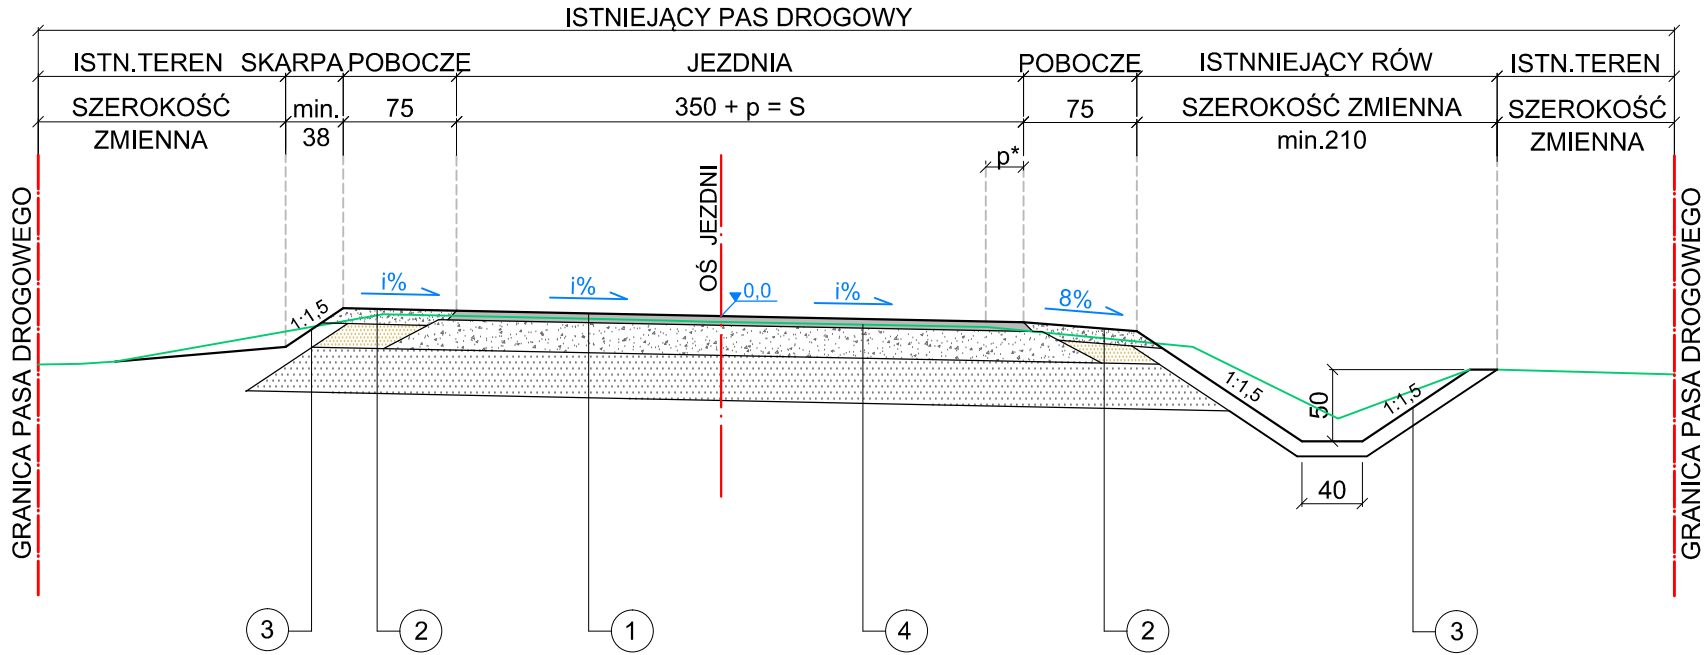 ISTNIEJĄCY PAS DROGOWY
ISTN.TEREN SKARPA POBOCZE JEZDNIA POBOCZE ISTNNIEJĄCY RÓW ISTN.TEREN
SZEROKOŚĆ min. 75 350 + p = S 75 SZEROKOŚĆ ZMIENNA SZEROKOŚĆ
ZMIENNA 38 min.210 ZMIENNA
p*
OŚ JEZDNI
GRANICA PASA DROGOWEGO
GRANICA PASA DROGOWEGO
i% i% 0,0 i% 8%
1:1,5
1:1,5 50 1:1,5
40
3 2 1 4 2 3